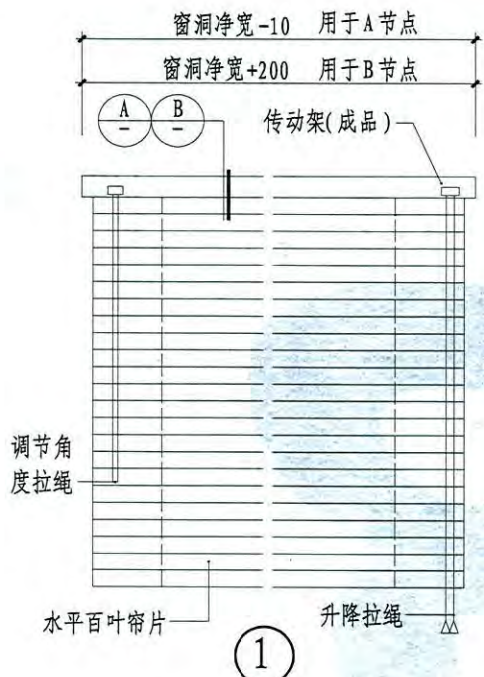 窗洞净宽-10 用于A节点
窗洞净宽+200 用于B节点
A
-
B
-
传动架(成品)
调节角
度拉绳
水平百叶帘片
升降拉绳
1